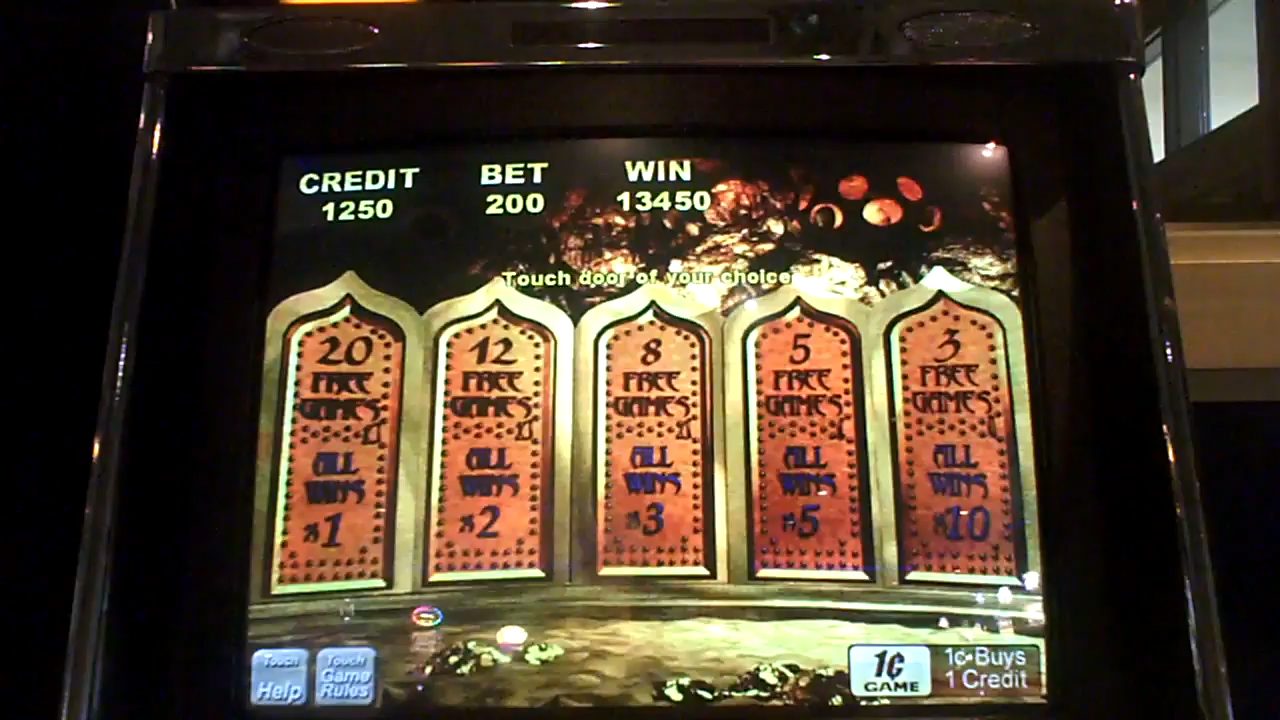 CREDIT BET WIN
1250 200 13450
Touch door of your choice
20 FREE GAMES ALL WINS x1
12 FREE GAMES ALL WINS x2
8 FREE GAMES ALL WINS x3
5 FREE GAMES ALL WINS x5
3 FREE GAMES ALL WINS x10
Touch Help
Touch Game Rules
1¢ GAME
1¢ Buys
1 Credit